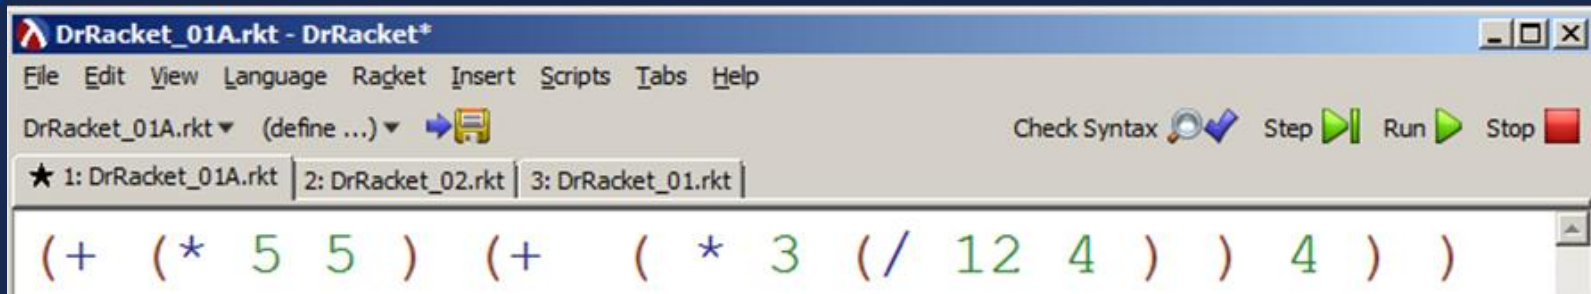 DrRacket_01A.rkt - DrRacket*
File Edit View Language Racket Insert Scripts Tabs Help
DrRacket_01A.rkt (define ...) Check Syntax Step Run Stop
1: DrRacket_01A.rkt 2: DrRacket_02.rkt 3: DrRacket_01.rkt
(+ (* 5 5 ) (+ ( * 3 (/ 12 4 ) ) 4 ) )